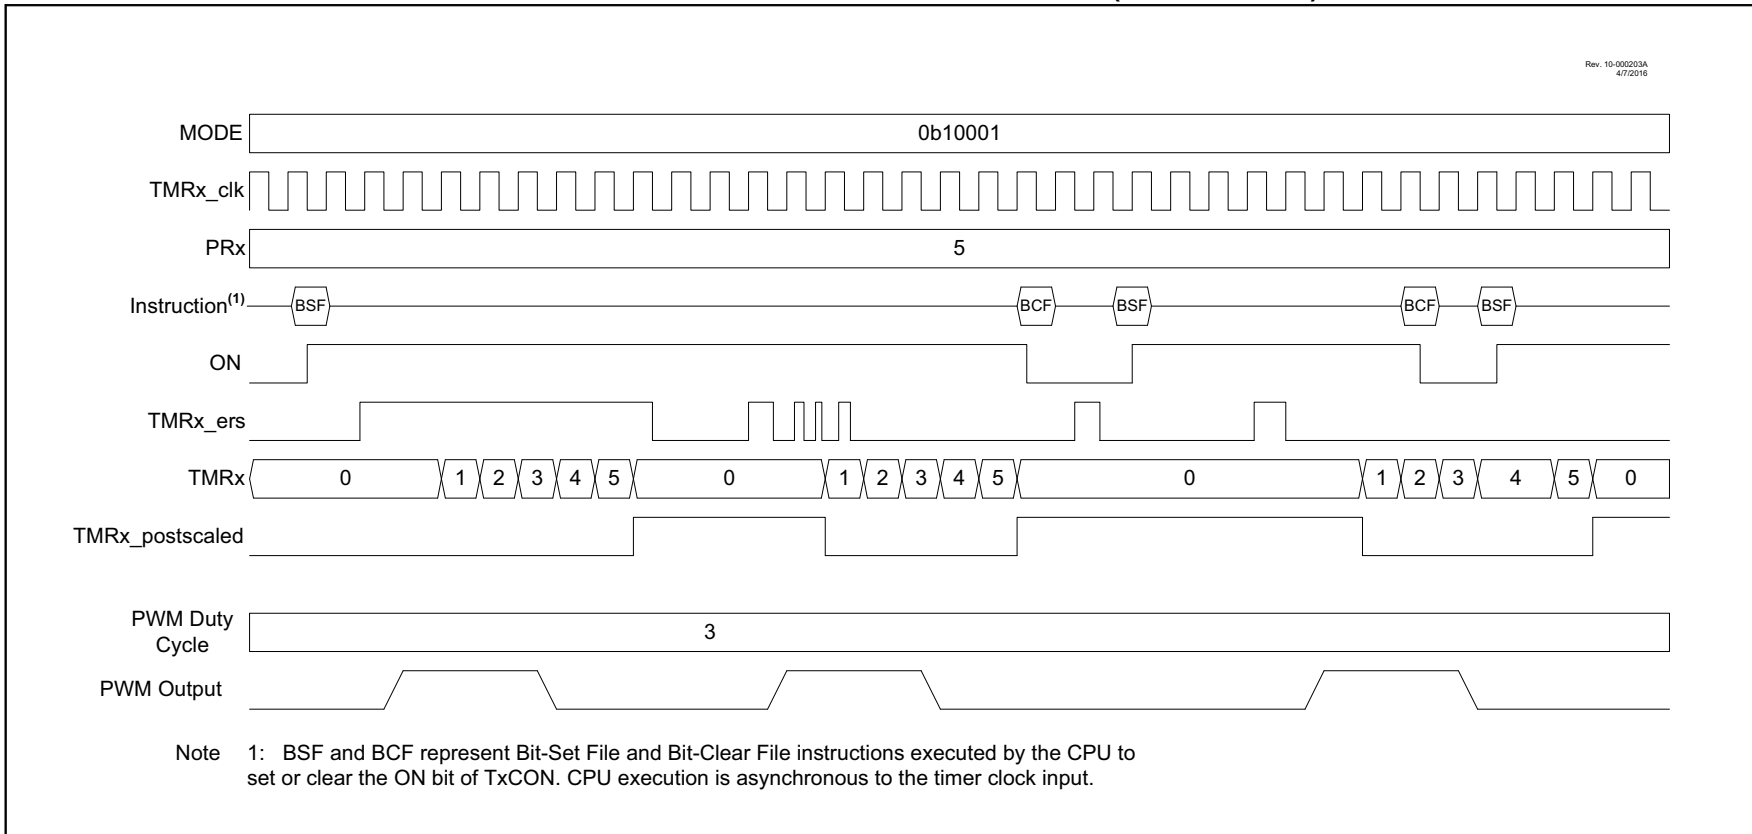 Rev. 10-000203A
4/7/2016
MODE 0b10001
TMRx_clk
PRx 5
Instruction(1) BSF BCF BSF BCF BSF
ON
TMRx_ers
TMRx 0 1 2 3 4 5 0 1 2 3 4 5 0 1 2 3 4 5 0
TMRx_postscaled
PWM Duty
Cycle 3
PWM Output
Note 1: BSF and BCF represent Bit-Set File and Bit-Clear File instructions executed by the CPU to
set or clear the ON bit of TxCON. CPU execution is asynchronous to the timer clock input.